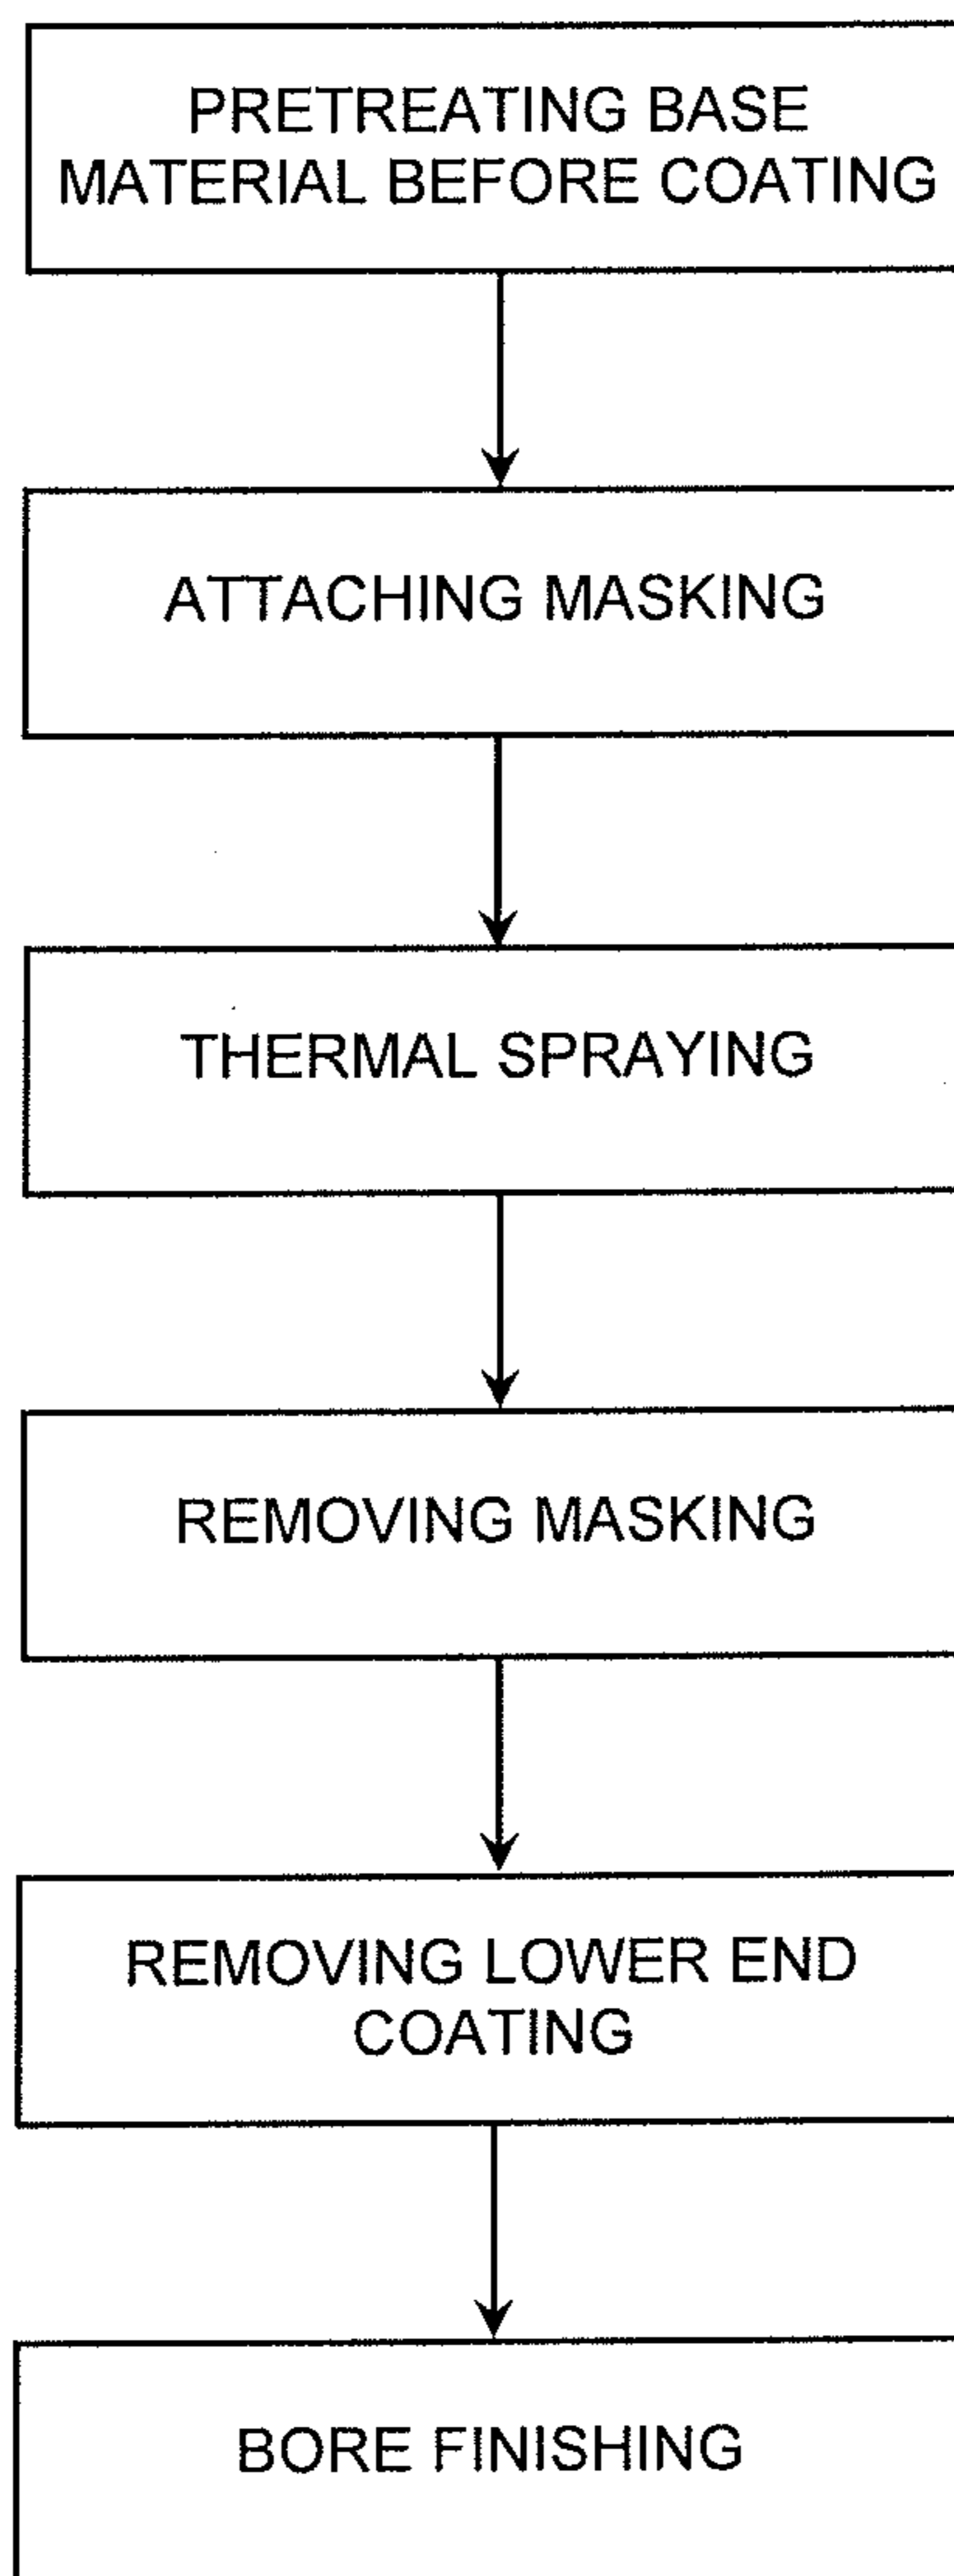 PRETREATING BASE
MATERIAL BEFORE COATING
ATTACHING MASKING
THERMAL SPRAYING
REMOVING MASKING
REMOVING LOWER END
COATING
BORE FINISHING